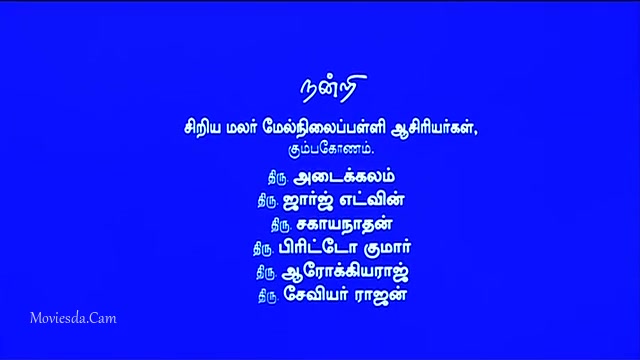 நன்றி
சிறிய மலர் மேல்நிலைப்பள்ளி ஆசிரியர்கள்,
கும்பகோணம்.
திரு. அடைக்கலம்
திரு. ஜார்ஜ் எட்வின்
திரு. சகாயநாதன்
திரு. பிரிட்டோ குமார்
திரு. ஆரோக்கியராஜ்
திரு. சேவியர் ராஜன்
Moviesda.Cam